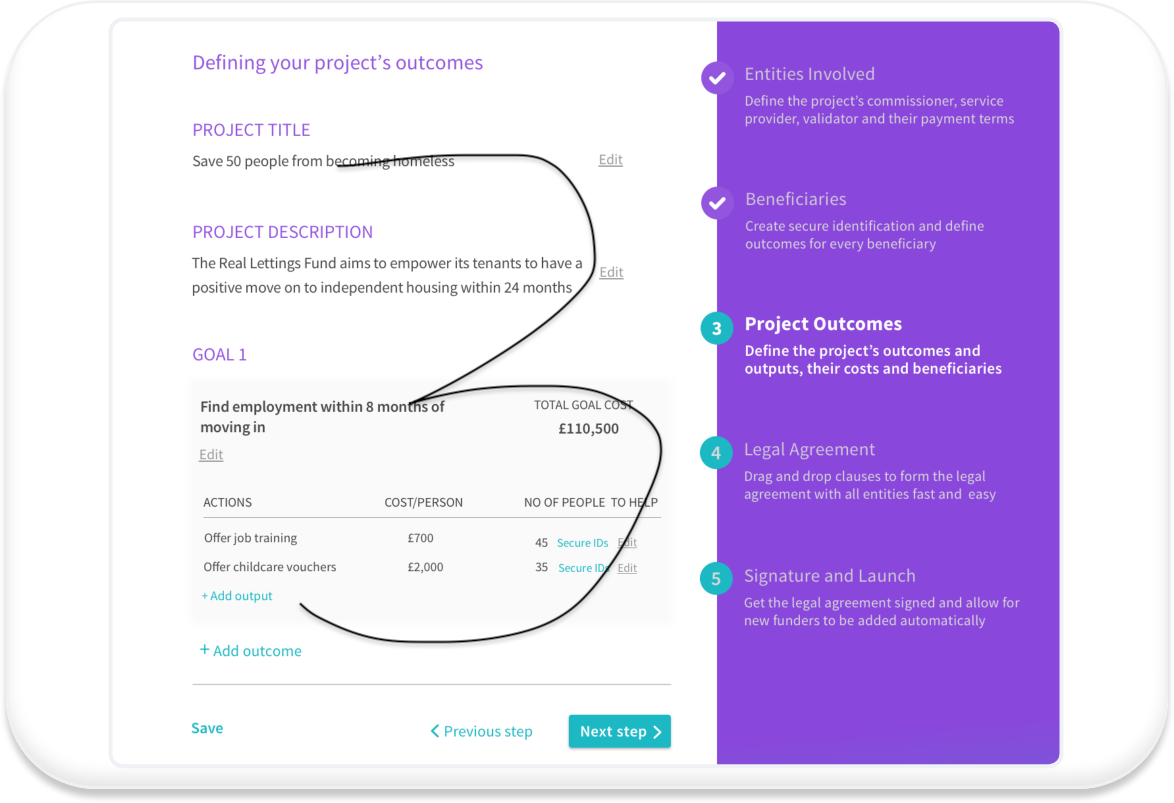 Defining your project's outcomes
PROJECT TITLE
Save 50 people from becoming homeless
Edit
PROJECT DESCRIPTION
The Real Lettings Fund aims to empower its tenants to have a
positive move on to independent housing within 24 months
Edit
GOAL 1
Find employment within 8 months of
moving in
Edit
TOTAL GOAL COST
£110,500
ACTIONS COST/PERSON NO OF PEOPLE TO HELP
Offer job training £700 45 Secure IDs Edit
Offer childcare vouchers £2,000 35 Secure IDs Edit
+ Add output
+ Add outcome
Save
Previous step
Next step
Entities Involved
Define the project's commissioner, service
provider, validator and their payment terms
Beneficiaries
Create secure identification and define
outcomes for every beneficiary
3 Project Outcomes
Define the project's outcomes and
outputs, their costs and beneficiaries
4 Legal Agreement
Drag and drop clauses to form the legal
agreement with all entities fast and easy
5 Signature and Launch
Get the legal agreement signed and allow for
new funders to be added automatically